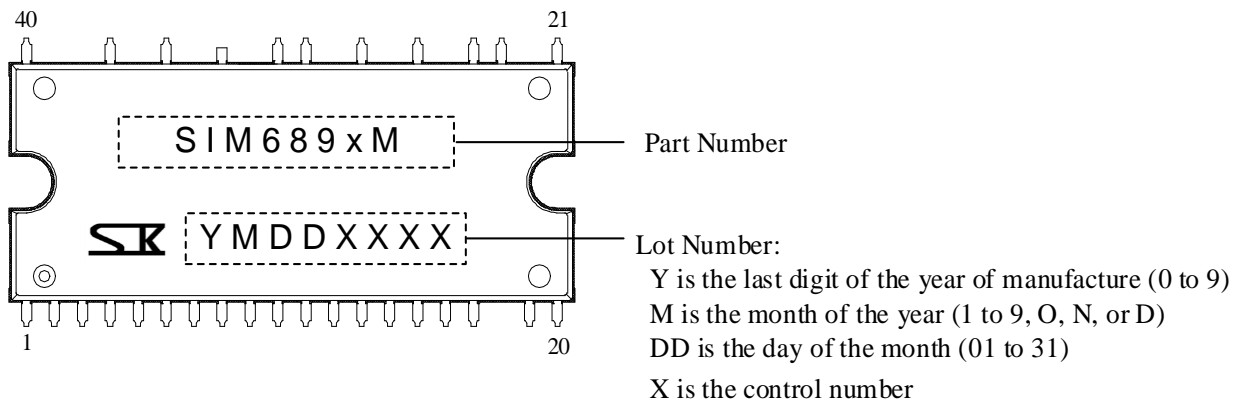 40 21
SIM689xM
Part Number
SK
YMDDXXXX
Lot Number:
Y is the last digit of the year of manufacture (0 to 9)
M is the month of the year (1 to 9, O, N, or D)
DD is the day of the month (01 to 31)
X is the control number
1 20